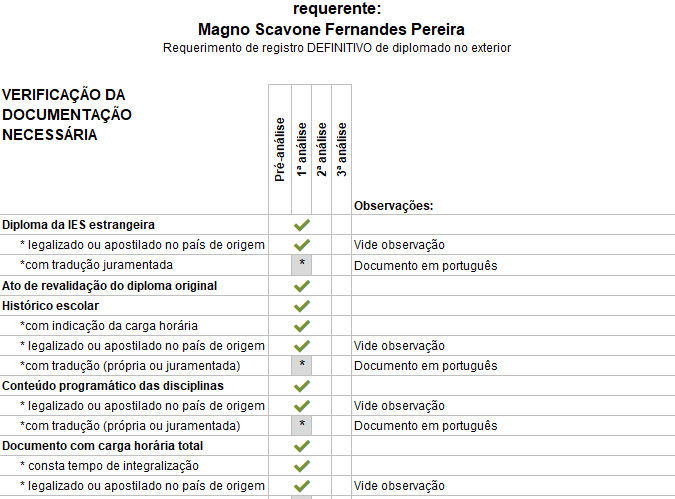 requerente:
Magno Scavone Fernandes Pereira
Requerimento de registro DEFINITIVO de diplomado no exterior
VERIFICAÇÃO DA
DOCUMENTAÇÃO
NECESSÁRIA
Pré-análise
1ª análise
2ª análise
3ª análise
Observações:
Diploma da IES estrangeira
* legalizado ou apostilado no país de origem Vide observação
*com tradução juramentada * Documento em português
Ato de revalidação do diploma original
Histórico escolar
*com indicação da carga horária
* legalizado ou apostilado no país de origem Vide observação
*com tradução (própria ou juramentada) * Documento em português
Conteúdo programático das disciplinas
* legalizado ou apostilado no país de origem Vide observação
*com tradução (própria ou juramentada) * Documento em português
Documento com carga horária total
* consta tempo de integralização
* legalizado ou apostilado no país de origem Vide observação